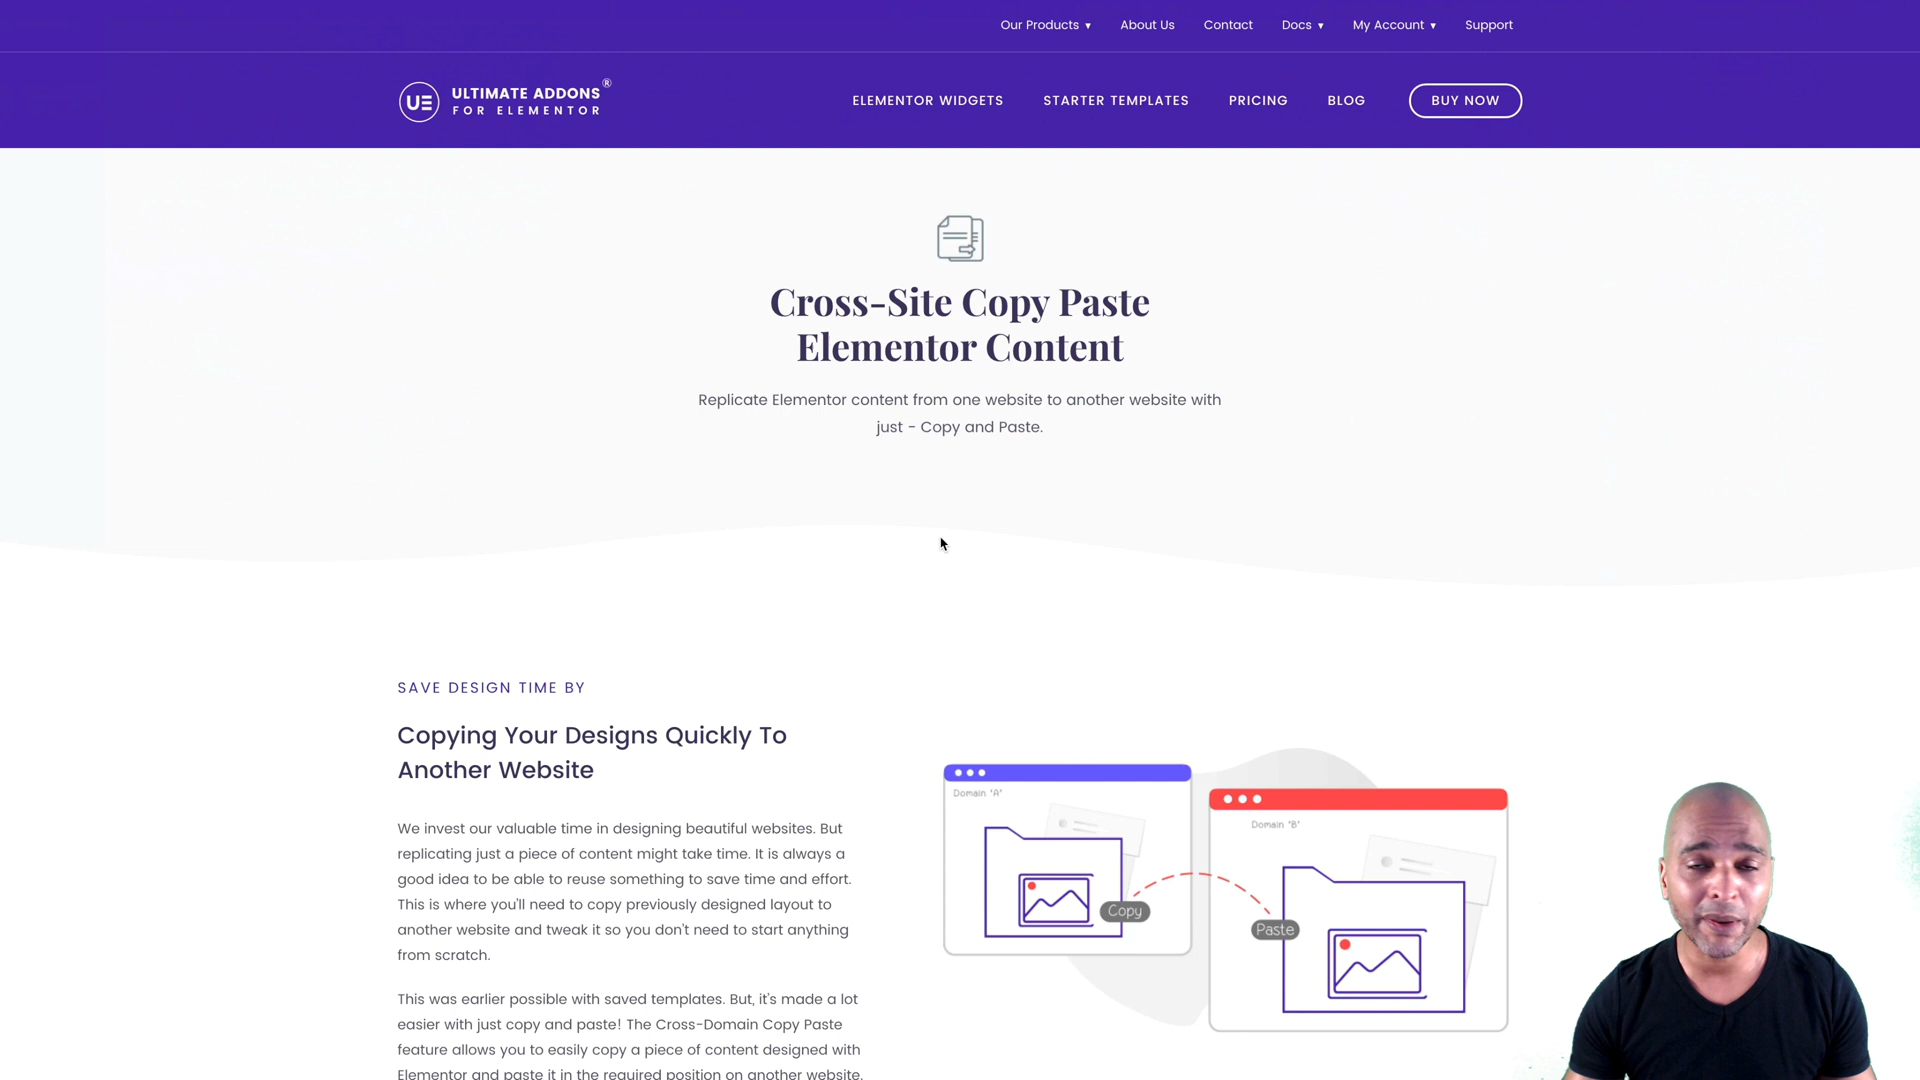 Our Products ▾ About Us Contact Docs ▾ My Account ▾ Support
UE ULTIMATE ADDONS®
FOR ELEMENTOR
ELEMENTOR WIDGETS STARTER TEMPLATES PRICING BLOG BUY NOW
Cross-Site Copy Paste
Elementor Content
Replicate Elementor content from one website to another website with
just - Copy and Paste.
SAVE DESIGN TIME BY
Copying Your Designs Quickly To
Another Website
We invest our valuable time in designing beautiful websites. But
replicating just a piece of content might take time. It is always a
good idea to be able to reuse something to save time and effort.
This is where you'll need to copy previously designed layout to
another website and tweak it so you don't need to start anything
from scratch.
This was earlier possible with saved templates. But, it's made a lot
easier with just copy and paste! The Cross-Domain Copy Paste
feature allows you to easily copy a piece of content designed with
Elementor and paste it in the required position on another website.
Domain "A"
Copy
Domain "B"
Paste